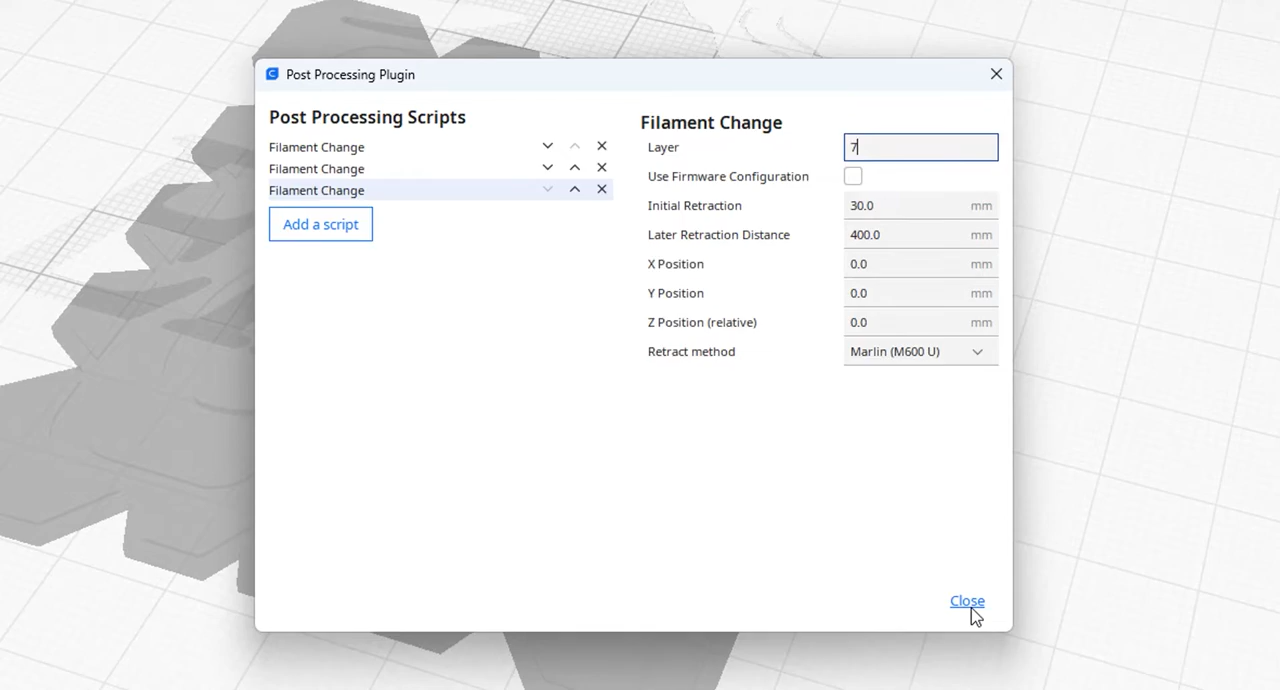 Post Processing Plugin
Post Processing Scripts
Filament Change
Filament Change
Filament Change
Add a script
Filament Change
Layer 7
Use Firmware Configuration
Initial Retraction 30.0 mm
Later Retraction Distance 400.0 mm
X Position 0.0 mm
Y Position 0.0 mm
Z Position (relative) 0.0 mm
Retract method Marlin (M600 U)
Close